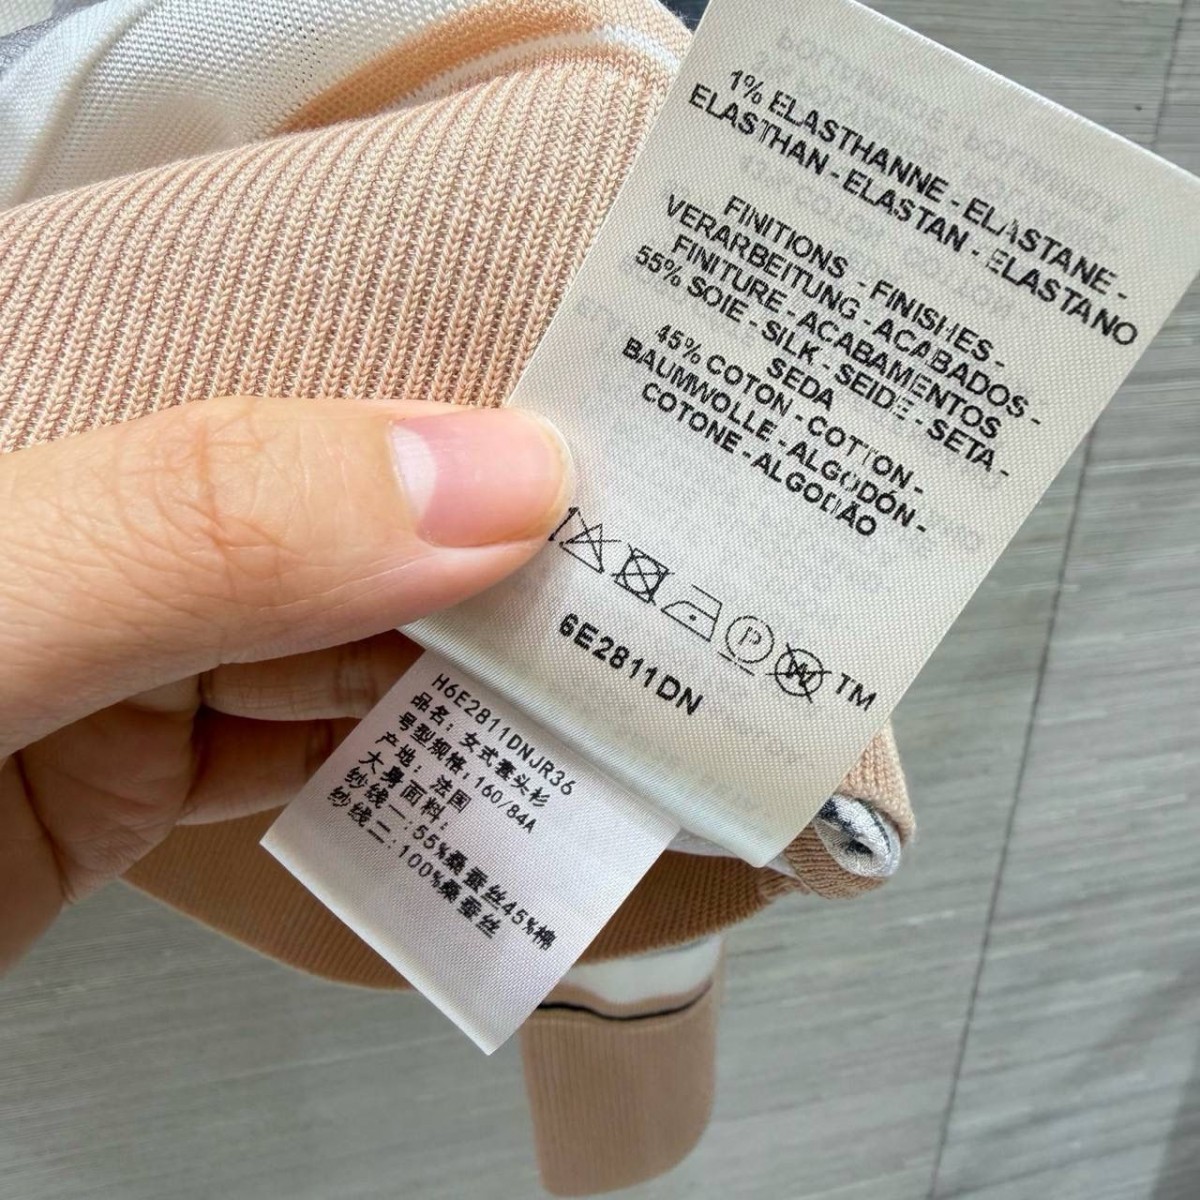 1% ELASTHANNE - ELASTANE -
ELASTHAN - ELASTAN - ELASTANO
FINITIONS - FINISHES -
VERARBEITUNG - ACABADOS -
FINITURE - ACABAMENTOS
55% SOIE - SILK - SEIDE - SETA -
SEDA
45% COTON - COTTON -
BAUMWOLLE - ALGODÓN -
COTONE - ALGODÃO
P W TM
6E2811DN
H6E2811DNJR36
品名: 女式套头衫
号型规格: 160/84A
产地: 法国
大身面料:
纱线一:55%桑蚕丝45%棉
纱线二:100%桑蚕丝